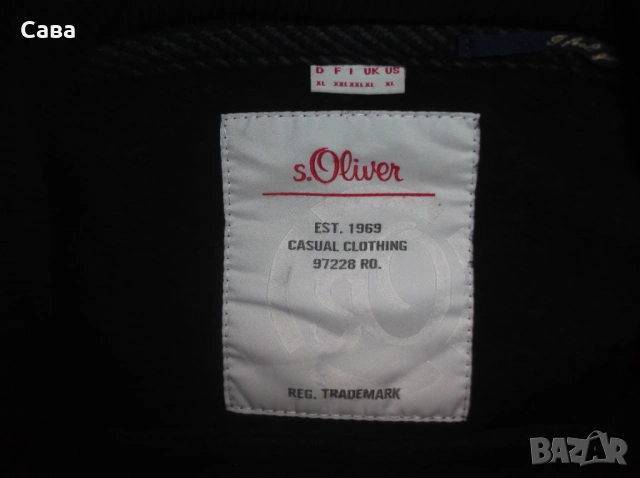 Сава
D F I UK US
XL XXL XXL XL XL
s.Oliver
EST. 1969
CASUAL CLOTHING
97228 RO.
REG. TRADEMARK
BAZAR